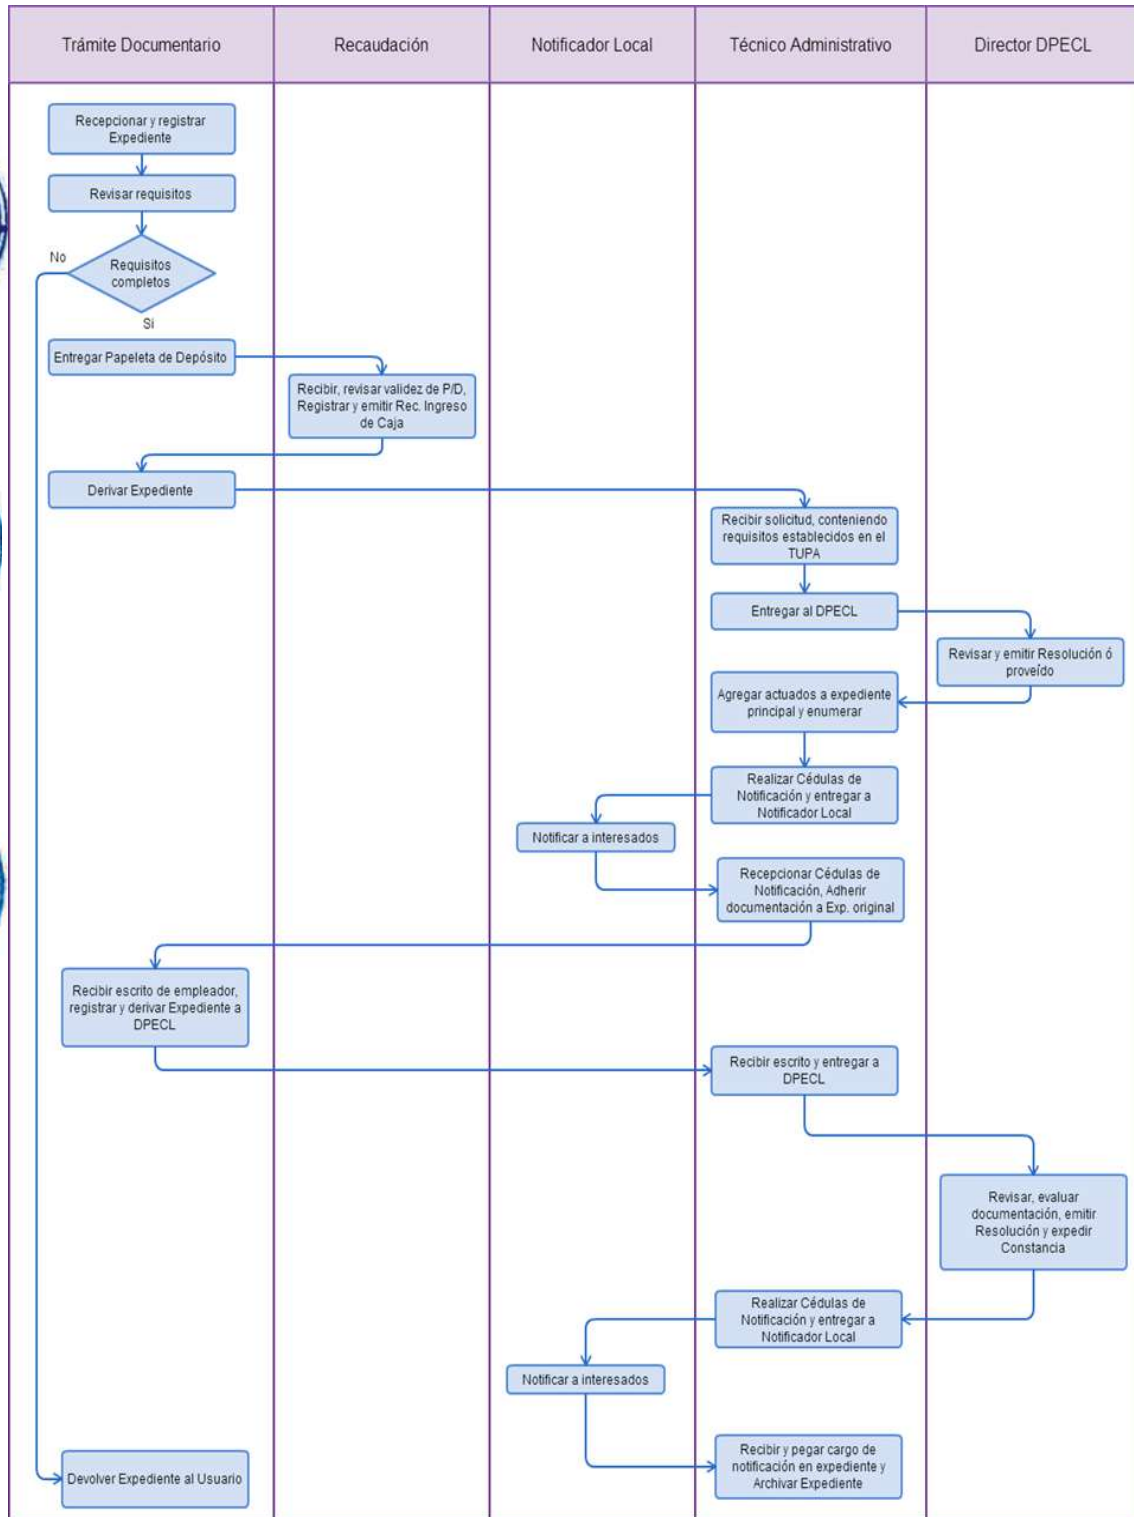 Trámite Documentario
Recaudación
Notificador Local
Técnico Administrativo
Director DPECL
Recepcionar y registrar
Expediente
Revisar requisitos
No
Requisitos
completos
Si
Entregar Papeleta de Depósito
Recibir, revisar validez de P/D,
Registrar y emitir Rec. Ingreso
de Caja
Derivar Expediente
Recibir solicitud, conteniendo
requisitos establecidos en el
TUPA
Entregar al DPECL
Revisar y emitir Resolución ó
proveído
Agregar actuados a expediente
principal y enumerar
Realizar Cédulas de
Notificación y entregar a
Notificador Local
Notificar a interesados
Recepcionar Cédulas de
Notificación, Adherir
documentación a Exp. original
Recibir escrito de empleador,
registrar y derivar Expediente a
DPECL
Recibir escrito y entregar a
DPECL
Revisar, evaluar
documentación, emitir
Resolución y expedir
Constancia
Realizar Cédulas de
Notificación y entregar a
Notificador Local
Notificar a interesados
Recibir y pegar cargo de
notificación en expediente y
Archivar Expediente
Devolver Expediente al Usuario